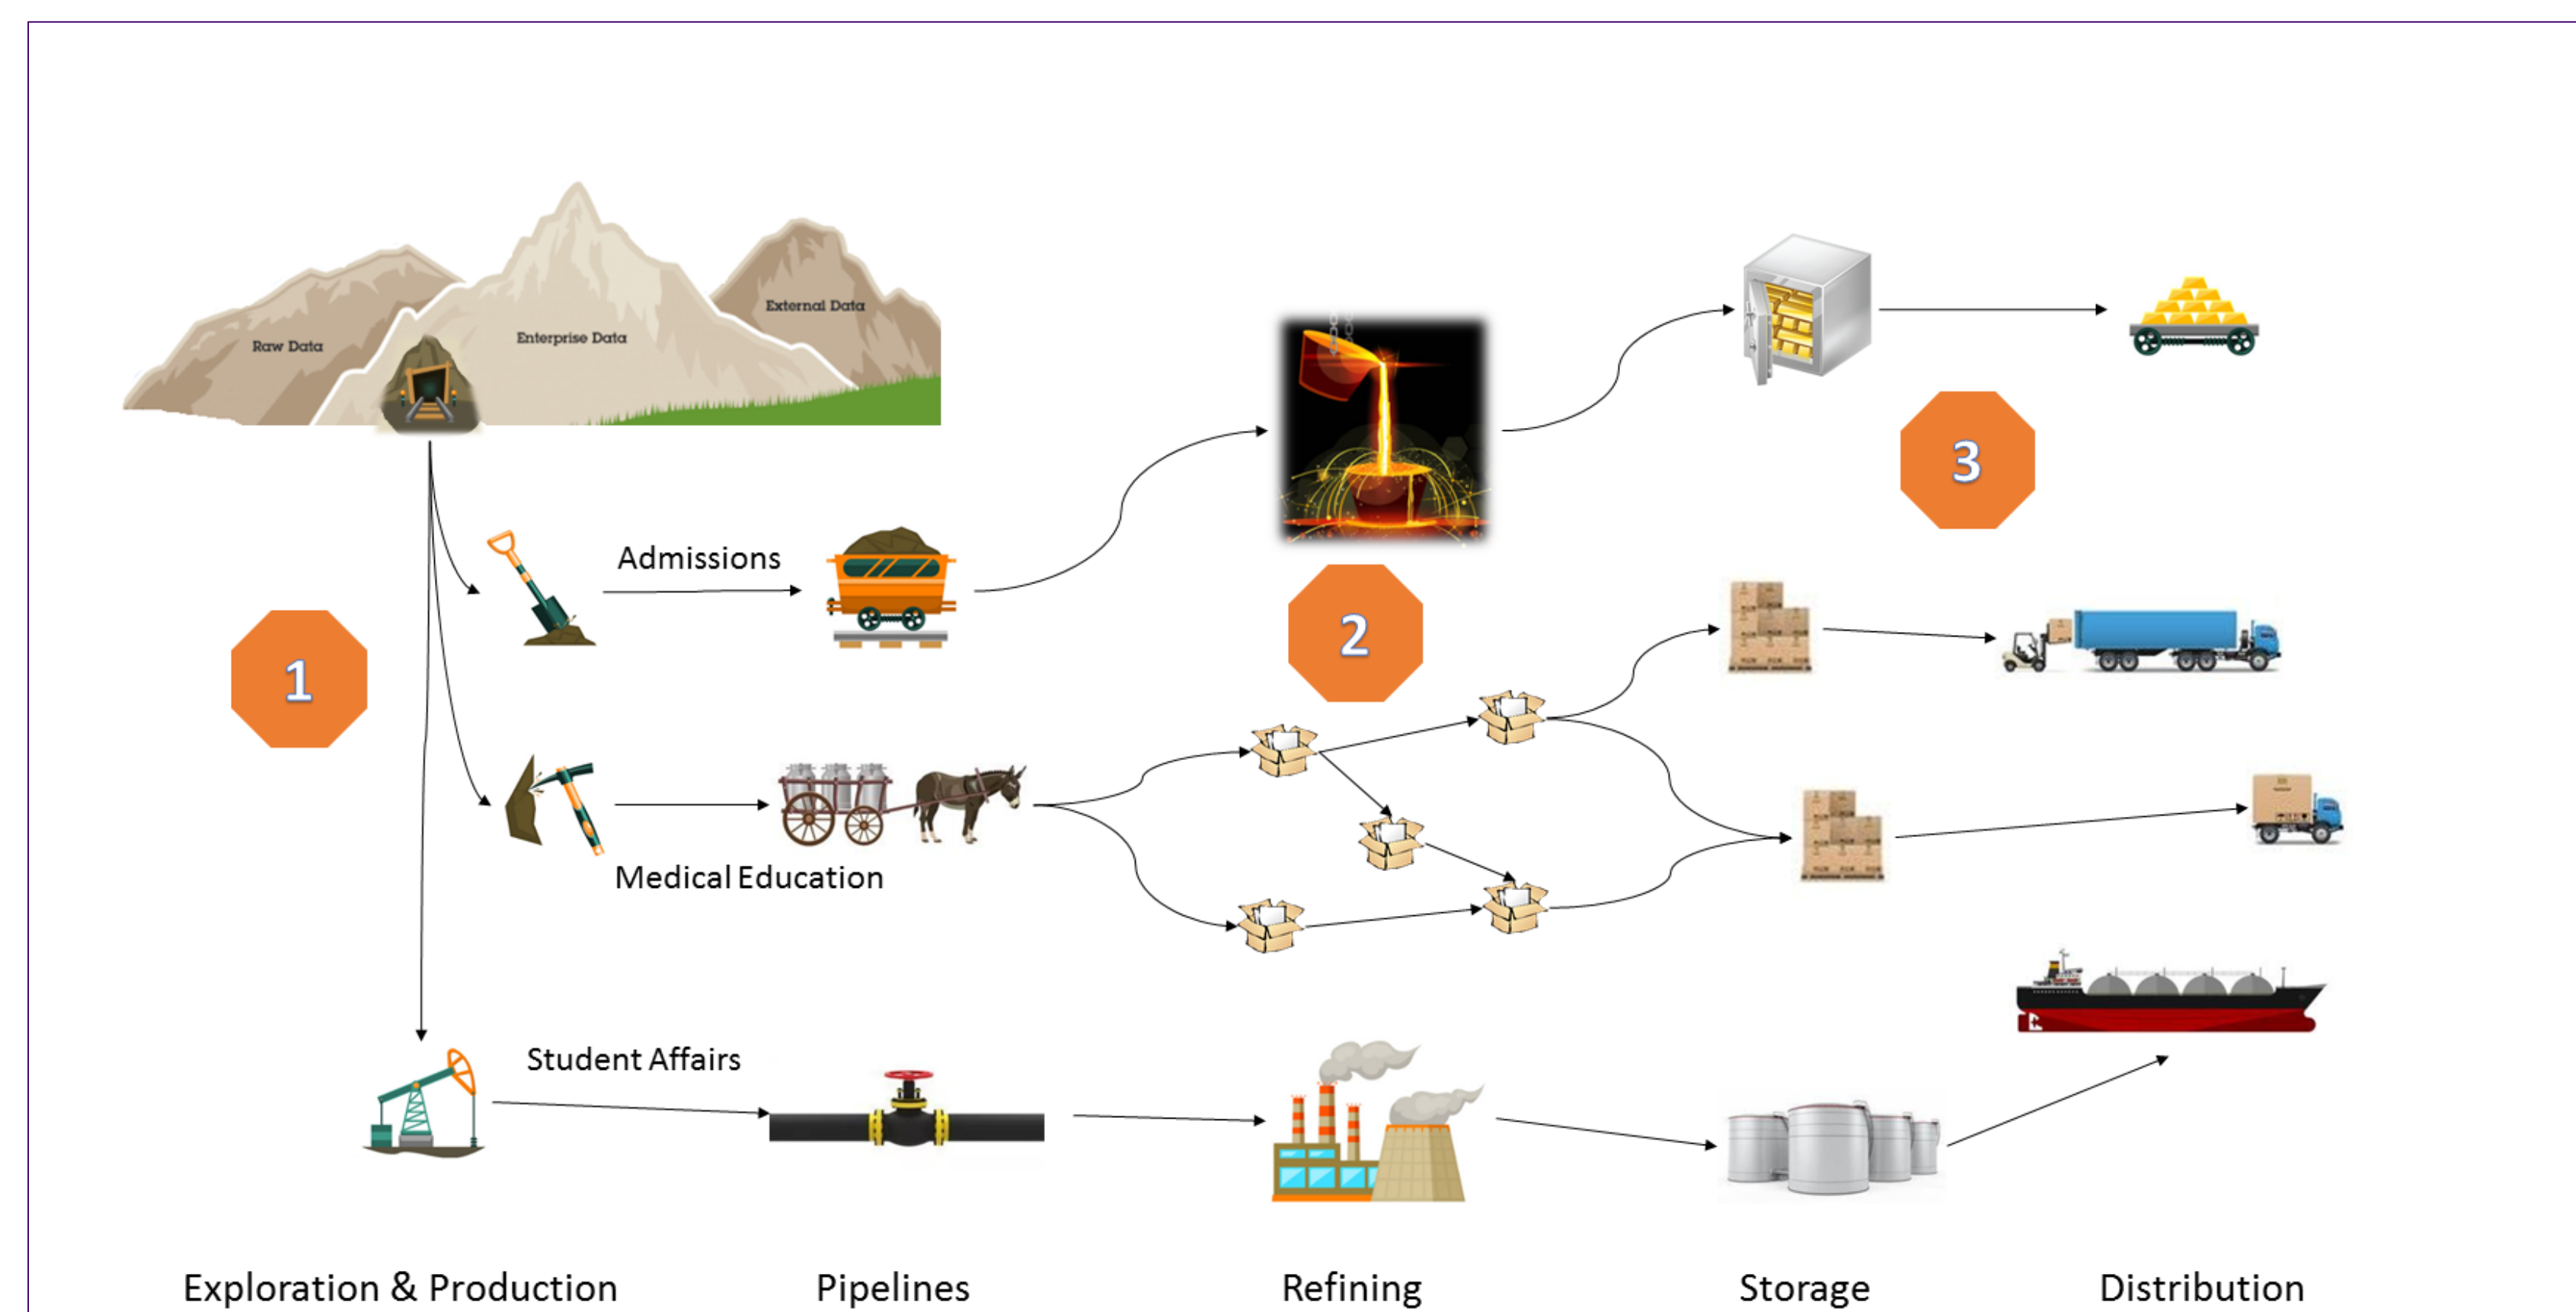 Raw Data
Enterprise Data
External Data
Admissions
1
2
3
Medical Education
Student Affairs
Exploration & Production
Pipelines
Refining
Storage
Distribution